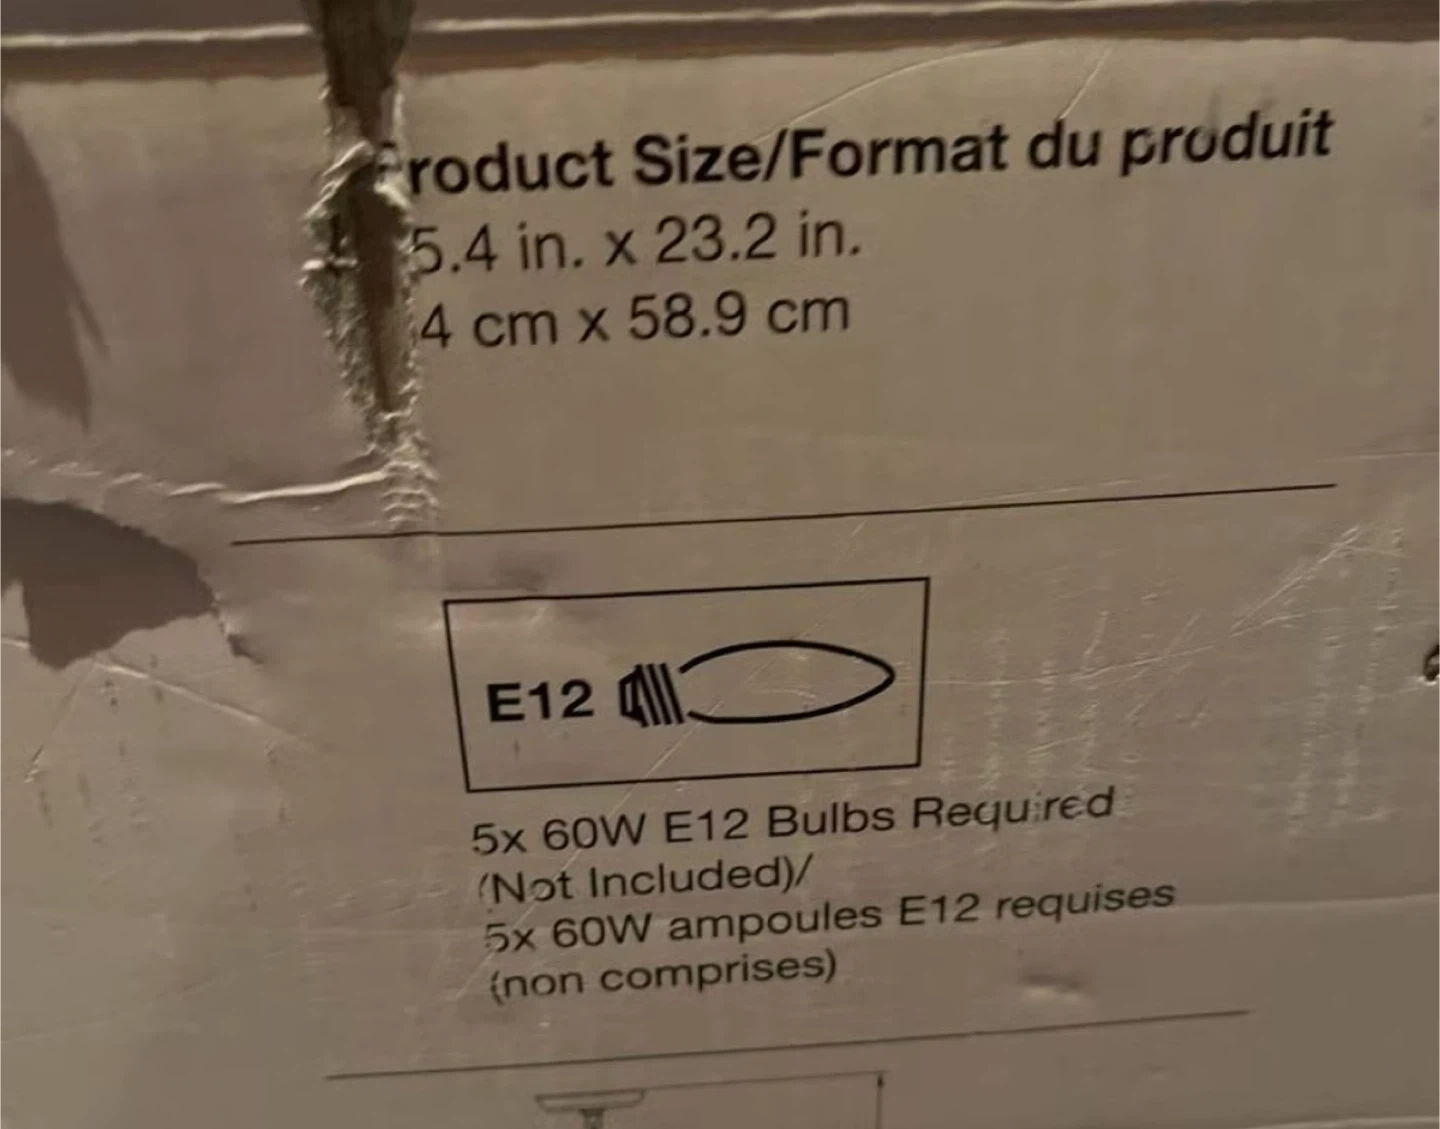 Product Size/Format du produit
5.4 in. x 23.2 in.
4 cm x 58.9 cm
E12
5x 60W E12 Bulbs Required
(Not Included)/
5x 60W ampoules E12 requises
(non comprises)